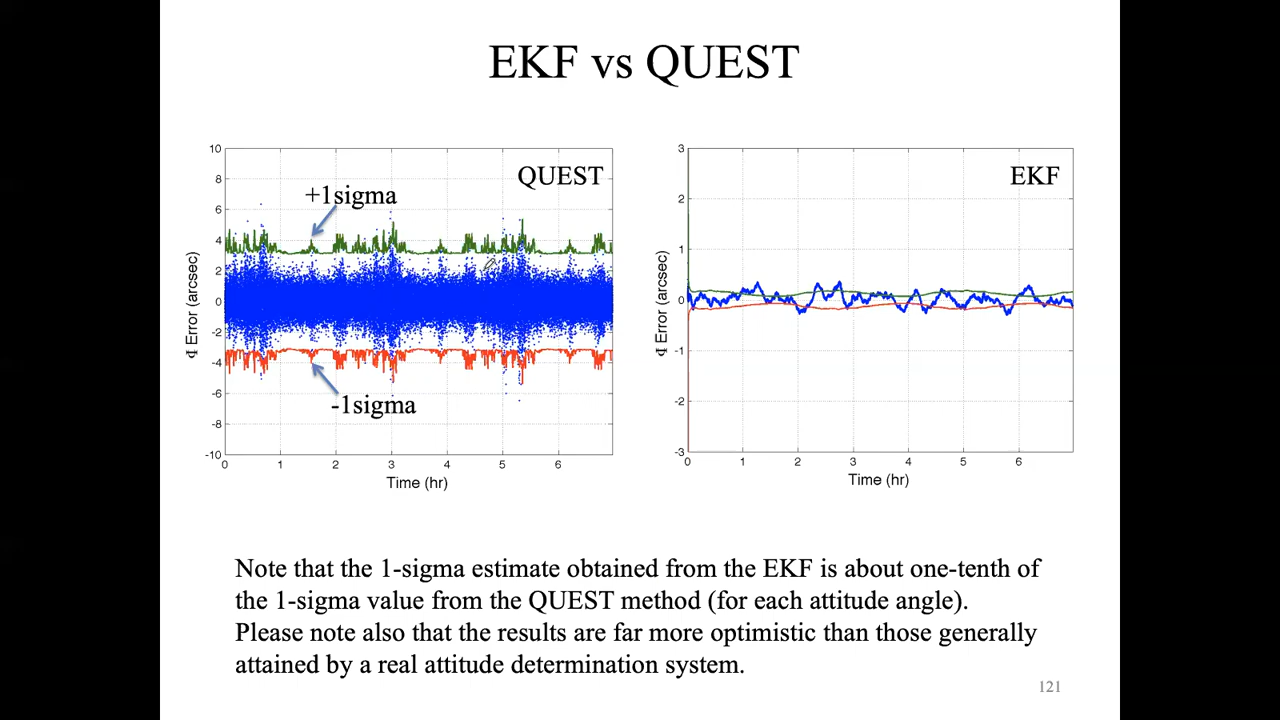 EKF vs QUEST
QUEST
+1sigma
-1sigma
10
8
6
4
2
0
-2
-4
-6
-8
-10
0 1 2 3 4 5 6
Φ Error (arcsec)
Time (hr)
EKF
3
2
1
0
-1
-2
-3
0 1 2 3 4 5 6
Φ Error (arcsec)
Time (hr)
Note that the 1-sigma estimate obtained from the EKF is about one-tenth of
the 1-sigma value from the QUEST method (for each attitude angle).
Please note also that the results are far more optimistic than those generally
attained by a real attitude determination system.
121